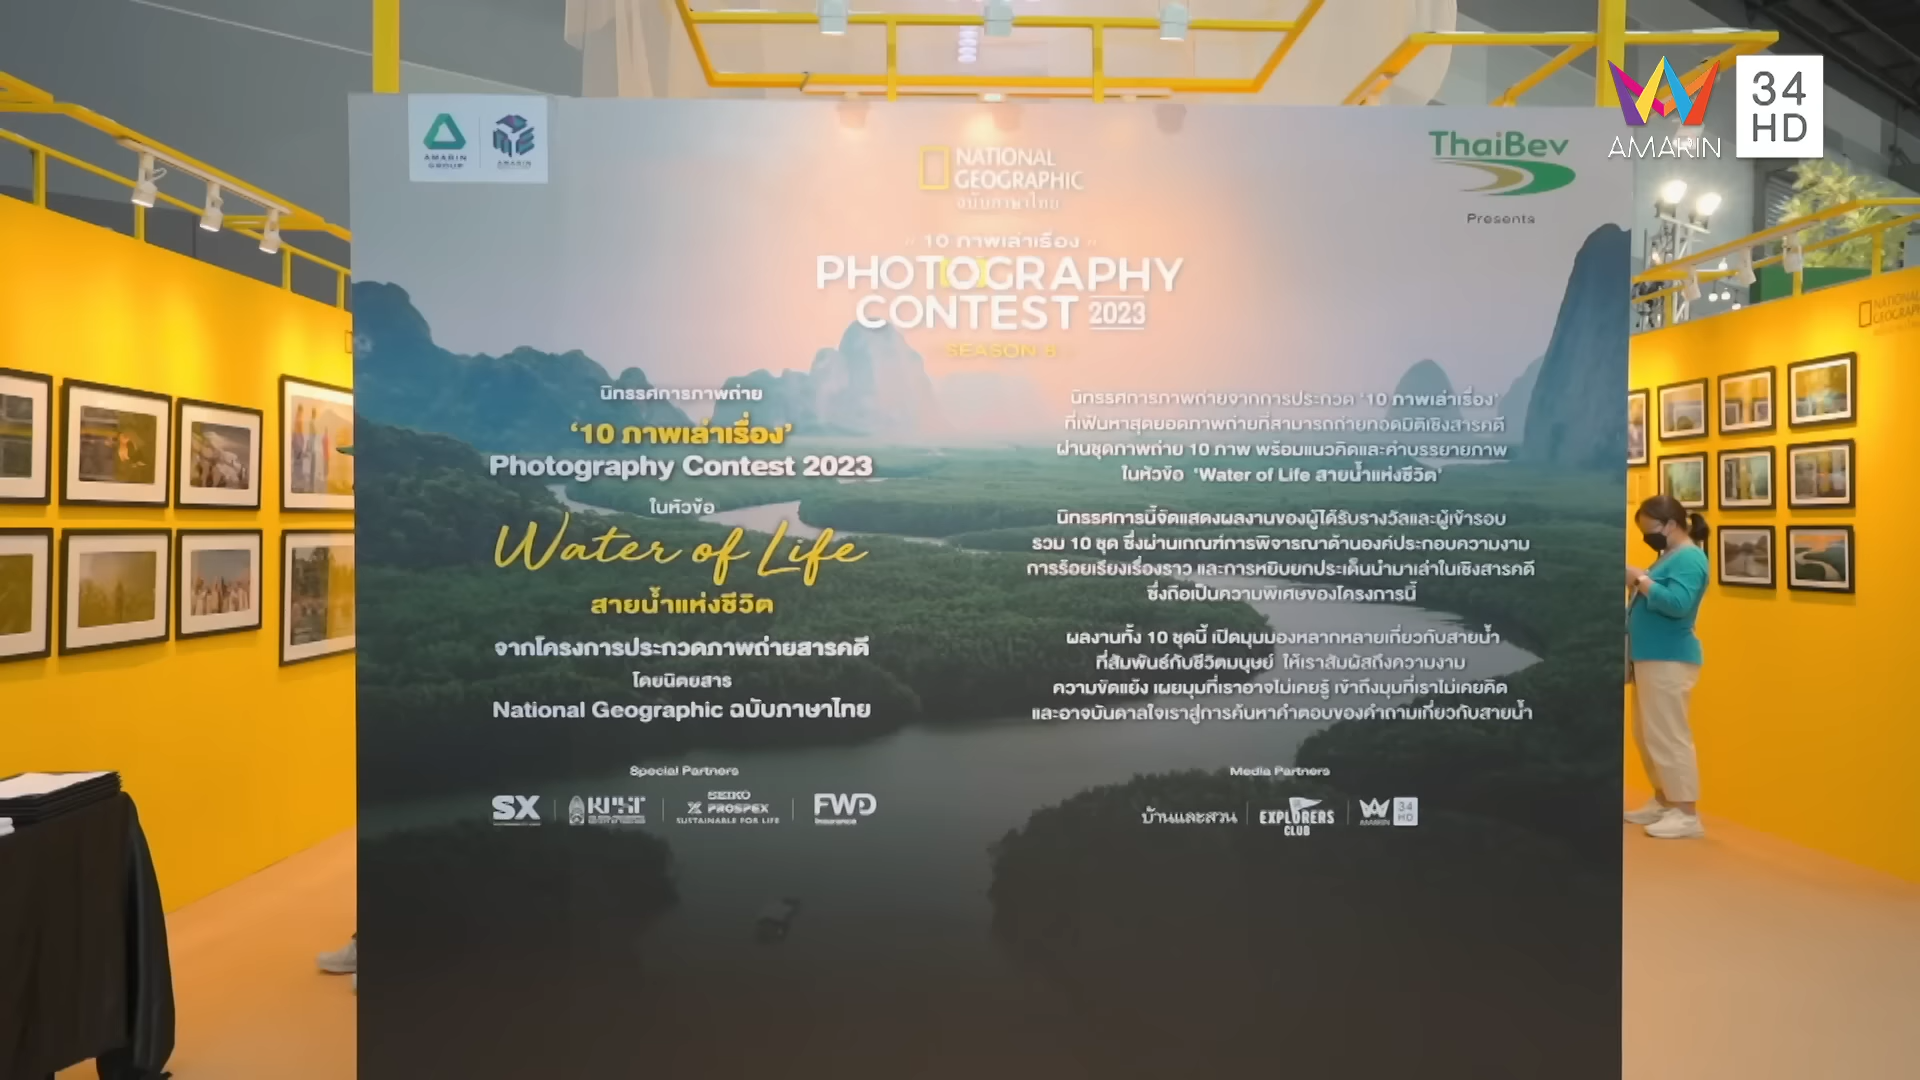 AMARIN
34
HD
AMARIN
GROUP
AMARIN
NATIONAL
GEOGRAPHIC
ฉบับภาษาไทย
ThaiBev
Presents
" 10 ภาพเล่าเรื่อง "
PHOTOGRAPHY
CONTEST 2023
SEASON 6
นิทรรศการภาพถ่าย
'10 ภาพเล่าเรื่อง'
Photography Contest 2023
ในหัวข้อ
Water of Life
สายน้ำแห่งชีวิต
จากโครงการประกวดภาพถ่ายสารคดี
โดยนิตยสาร
National Geographic ฉบับภาษาไทย
นิทรรศการภาพถ่ายจากการประกวด '10 ภาพเล่าเรื่อง'
ที่เฟ้นหาสุดยอดภาพถ่ายที่สามารถถ่ายทอดมิติเชิงสารคดี
ผ่านชุดภาพถ่าย 10 ภาพ พร้อมแนวคิดและคำบรรยายภาพ
ในหัวข้อ 'Water of Life สายน้ำแห่งชีวิต'
นิทรรศการนี้จัดแสดงผลงานของผู้ได้รับรางวัลและผู้เข้ารอบ
รวม 10 ชุด ซึ่งผ่านเกณฑ์การพิจารณาด้านองค์ประกอบความงาม
การร้อยเรียงเรื่องราว และการหยิบยกประเด็นนำมาเล่าในเชิงสารคดี
ซึ่งถือเป็นความพิเศษของโครงการนี้
ผลงานทั้ง 10 ชุดนี้ เปิดมุมมองหลากหลายเกี่ยวกับสายน้ำ
ที่สัมพันธ์กับชีวิตมนุษย์ ให้เราสัมผัสถึงความงาม
ความขัดแย้ง เผยมุมที่เราอาจไม่เคยรู้ เข้าถึงมุมที่เราไม่เคยคิด
และอาจบันดาลใจเราสู่การค้นหาคำตอบของคำถามเกี่ยวกับสายน้ำ
Special Partners
SX
SEIKO
PROSPEX
SUSTAINABLE FOR LIFE
FWD
insurance
Media Partners
บ้านและสวน
EXPLORERS
CLUB
AMARIN
34
HD
NATIONAL
GEOGRAPHIC